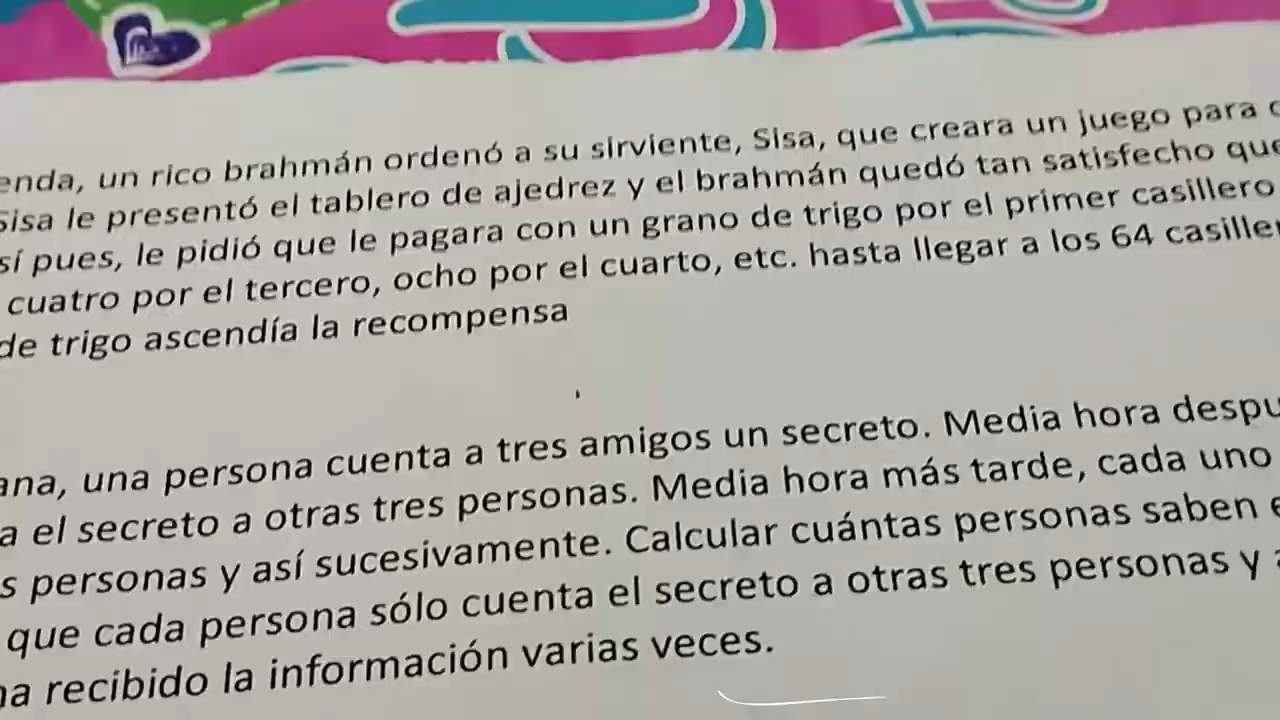 enda, un rico brahmán ordenó a su sirviente, Sisa, que creara un juego para
Sisa le presentó el tablero de ajedrez y el brahmán quedó tan satisfecho que
sí pues, le pidió que le pagara con un grano de trigo por el primer casillero
cuatro por el tercero, ocho por el cuarto, etc. hasta llegar a los 64 casille
de trigo ascendía la recompensa
ana, una persona cuenta a tres amigos un secreto. Media hora despu
a el secreto a otras tres personas. Media hora más tarde, cada uno
s personas y así sucesivamente. Calcular cuántas personas saben e
que cada persona sólo cuenta el secreto a otras tres personas y
ha recibido la información varias veces.